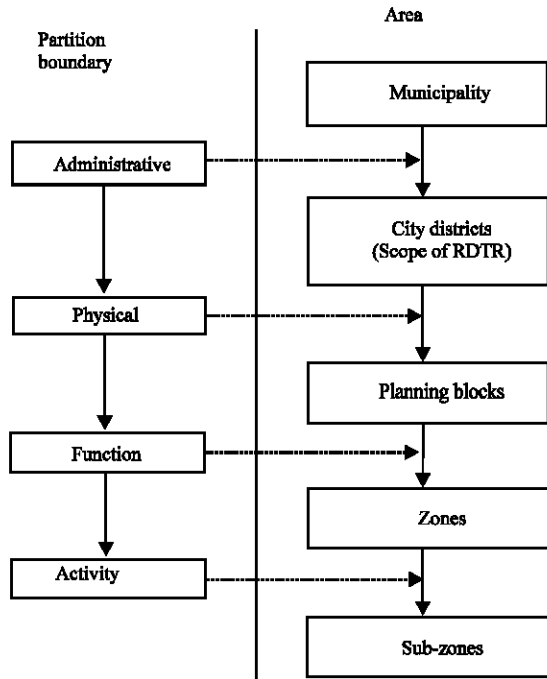 Area
Partition
boundary
Municipality
Administrative
City districts
(Scope of RDTR)
Physical
Planning blocks
Function
Zones
Activity
Sub-zones